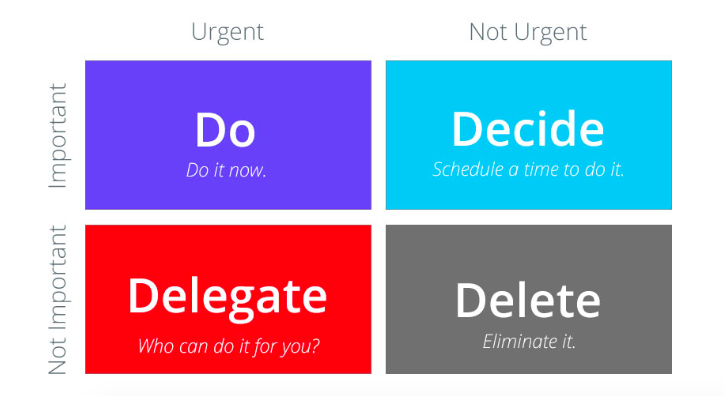 Urgent
Not Urgent
Important
Do
Do it now.
Decide
Schedule a time to do it.
Not Important
Delegate
Who can do it for you?
Delete
Eliminate it.